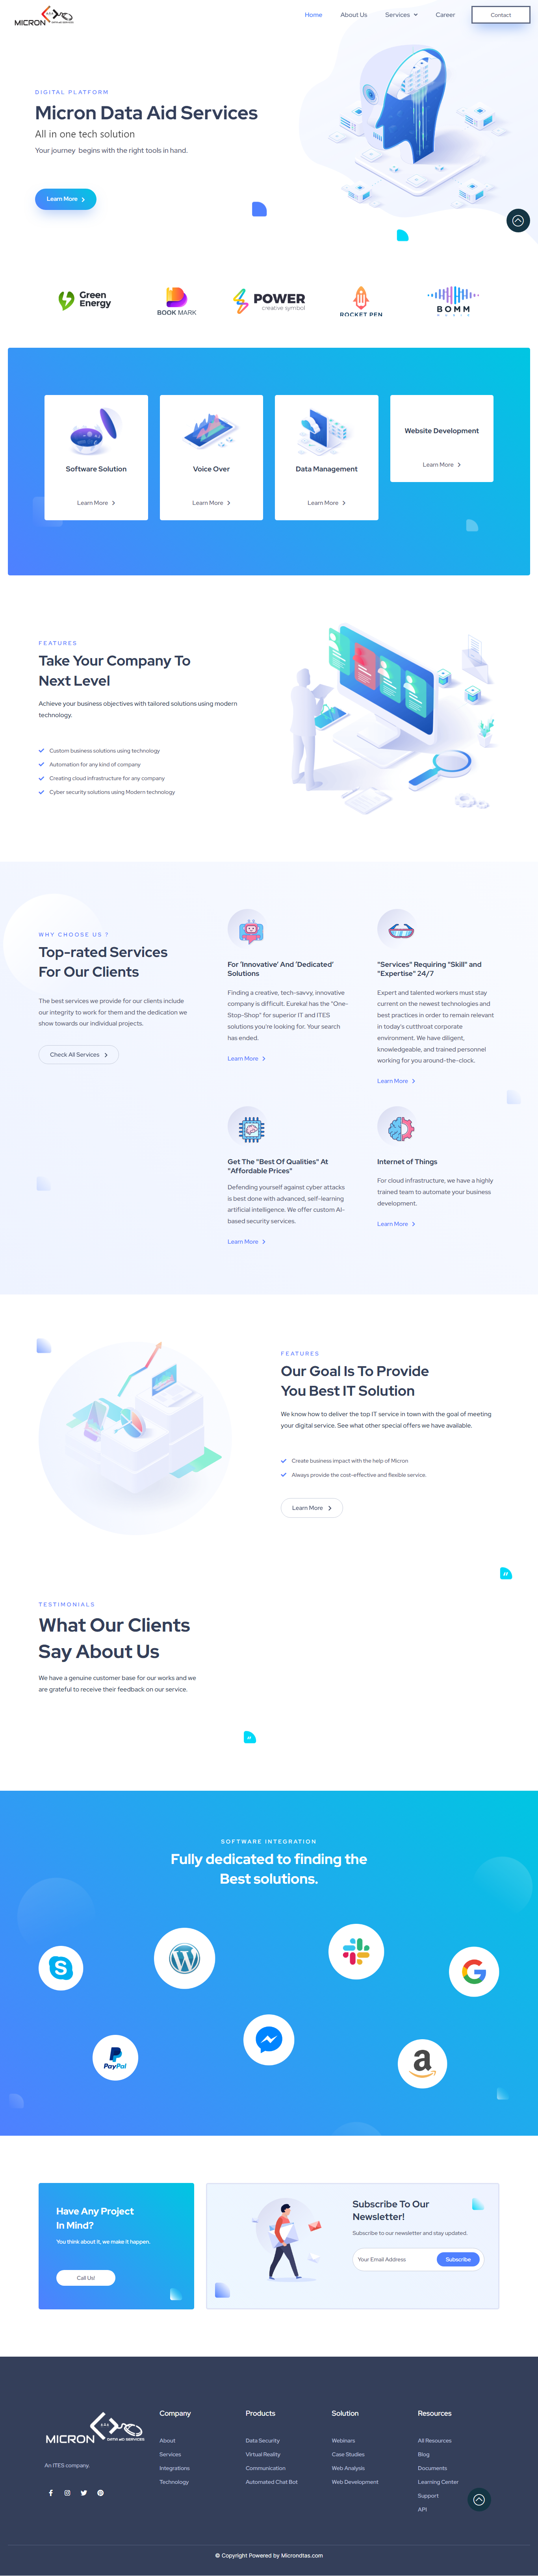 MICRON
DATA AID SERVICES
Home
About Us
Services
Career
Contact
DIGITAL PLATFORM
Micron Data Aid Services
All in one tech solution
Your journey begins with the right tools in hand.
Learn More
Green
Energy
BOOK MARK
POWER
creative symbol
ROCKET PEN
BOMM
Software Solution
Learn More
Voice Over
Learn More
Data Management
Learn More
Website Development
Learn More
FEATURES
Take Your Company To
Next Level
Achieve your business objectives with tailored solutions using modern
technology.
Custom business solutions using technology
Automation for any kind of company
Creating cloud infrastructure for any company
Cyber security solutions using Modern technology
WHY CHOOSE US ?
Top-rated Services
For Our Clients
The best services we provide for our clients include
our integrity to work for them and the dedication we
show towards our individual projects.
Check All Services
For 'Innovative' And 'Dedicated'
Solutions
Finding a creative, tech-savvy, innovative
company is difficult. Eureka! has the "One-
Stop-Shop" for superior IT and ITES
solutions you're looking for. Your search
has ended.
Learn More
"Services" Requiring "Skill" and
"Expertise" 24/7
Expert and talented workers must stay
current on the newest technologies and
best practices in order to remain relevant
in today's cutthroat corporate
environment. We have diligent,
knowledgeable, and trained personnel
working for you around-the-clock.
Learn More
Get The "Best Of Qualities" At
"Affordable Prices"
Defending yourself against cyber attacks
is best done with advanced, self-learning
artificial intelligence. We offer custom AI-
based security services.
Learn More
Internet of Things
For cloud infrastructure, we have a highly
trained team to automate your business
development.
Learn More
FEATURES
Our Goal Is To Provide
You Best IT Solution
We know how to deliver the top IT service in town with the goal of meeting
your digital service. See what other special offers we have available.
Create business impact with the help of Micron
Always provide the cost-effective and flexible service.
Learn More
TESTIMONIALS
What Our Clients
Say About Us
We have a genuine customer base for our works and we
are grateful to receive their feedback on our service.
SOFTWARE INTEGRATION
Fully dedicated to finding the
Best solutions.
PayPal
Have Any Project
In Mind?
You think about it, we make it happen.
Call Us!
Subscribe To Our
Newsletter!
Subscribe to our newsletter and stay updated.
Your Email Address
Subscribe
MICRON
DATA AID SERVICES
An ITES company.
Company
About
Services
Integrations
Technology
Products
Data Security
Virtual Reality
Communication
Automated Chat Bot
Solution
Webinars
Case Studies
Web Analysis
Web Development
Resources
All Resources
Blog
Documents
Learning Center
Support
API
© Copyright Powered by Microndtas.com